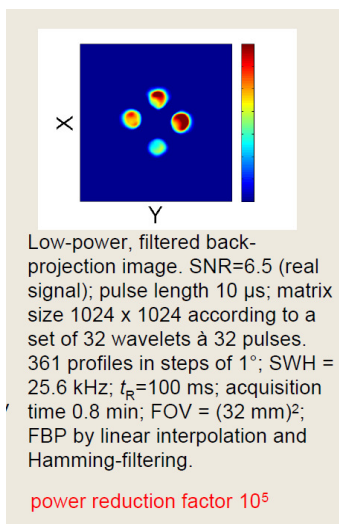 X
Y
Low-power, filtered back-
projection image. SNR=6.5 (real
signal); pulse length 10 µs; matrix
size 1024 x 1024 according to a
set of 32 wavelets à 32 pulses.
361 profiles in steps of 1°; SWH =
25.6 kHz; tR=100 ms; acquisition
time 0.8 min; FOV = (32 mm)²;
FBP by linear interpolation and
Hamming-filtering.
power reduction factor 10⁵